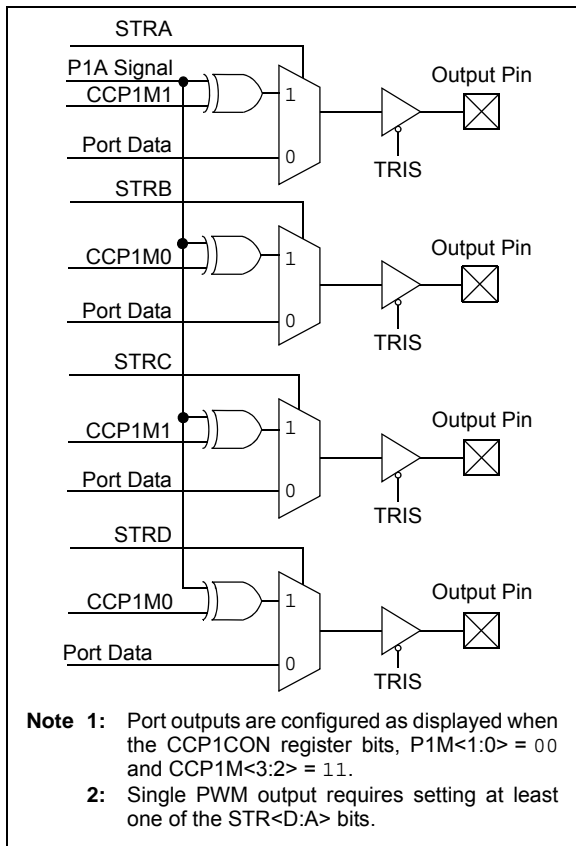 STRA
P1A Signal
CCP1M1
1
Output Pin
Port Data
0
TRIS
STRB
CCP1M0
1
Output Pin
Port Data
0
TRIS
STRC
CCP1M1
1
Output Pin
Port Data
0
TRIS
STRD
CCP1M0
1
Output Pin
Port Data
0
TRIS
Note 1: Port outputs are configured as displayed when
the CCP1CON register bits, P1M<1:0> = 00
and CCP1M<3:2> = 11.
2: Single PWM output requires setting at least
one of the STR<D:A> bits.